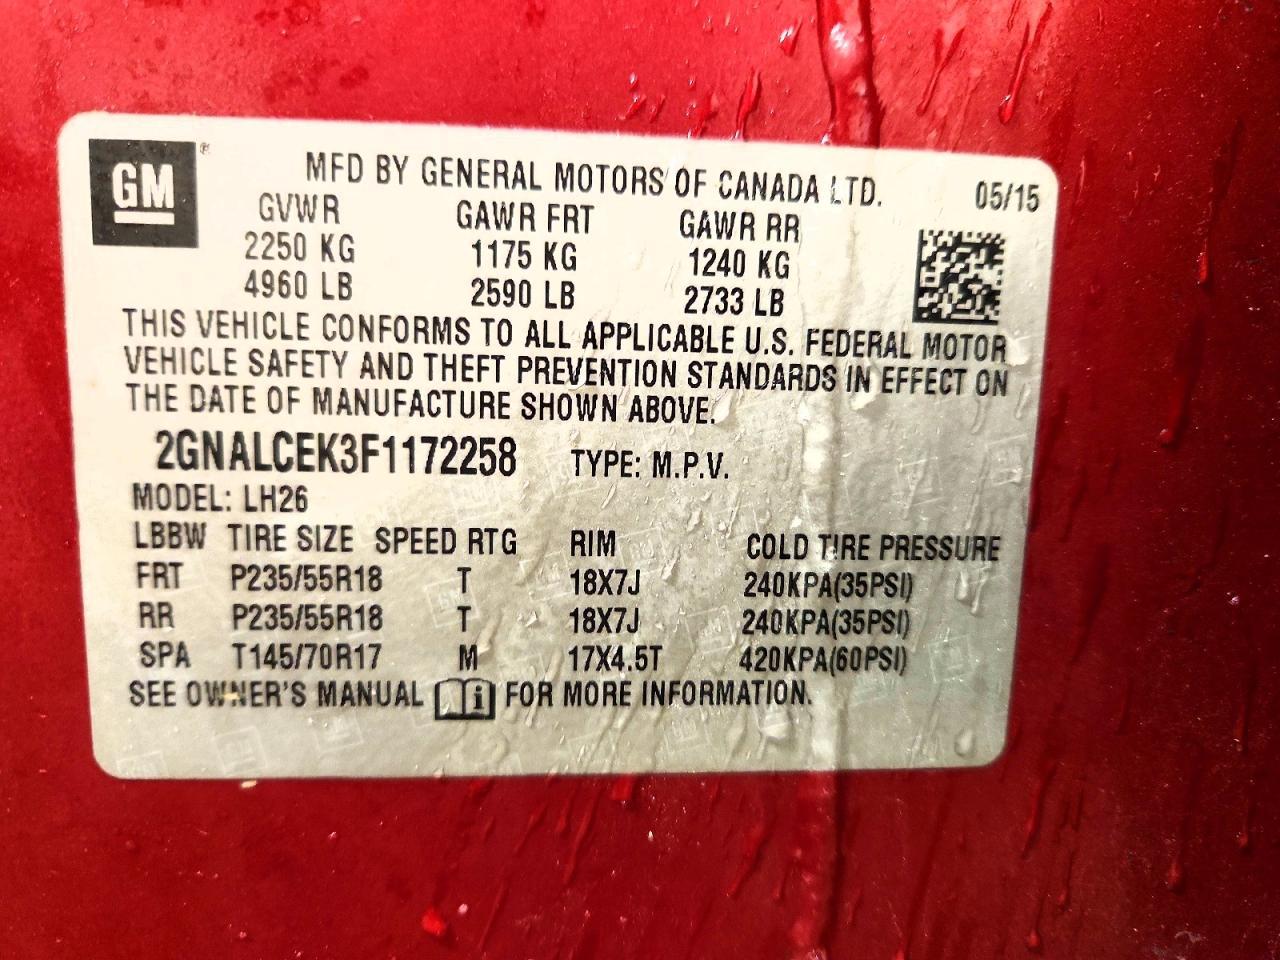 GM®
MFD BY GENERAL MOTORS OF CANADA LTD. 05/15
GVWR GAWR FRT GAWR RR
2250 KG 1175 KG 1240 KG
4960 LB 2590 LB 2733 LB
THIS VEHICLE CONFORMS TO ALL APPLICABLE U.S. FEDERAL MOTOR
VEHICLE SAFETY AND THEFT PREVENTION STANDARDS IN EFFECT ON
THE DATE OF MANUFACTURE SHOWN ABOVE.
2GNALCEK3F1172258 TYPE: M.P.V.
MODEL: LH26
LBBW TIRE SIZE SPEED RTG RIM COLD TIRE PRESSURE
FRT P235/55R18 T 18X7J 240KPA(35PSI)
RR P235/55R18 T 18X7J 240KPA(35PSI)
SPA T145/70R17 M 17X4.5T 420KPA(60PSI)
SEE OWNER'S MANUAL i FOR MORE INFORMATION.